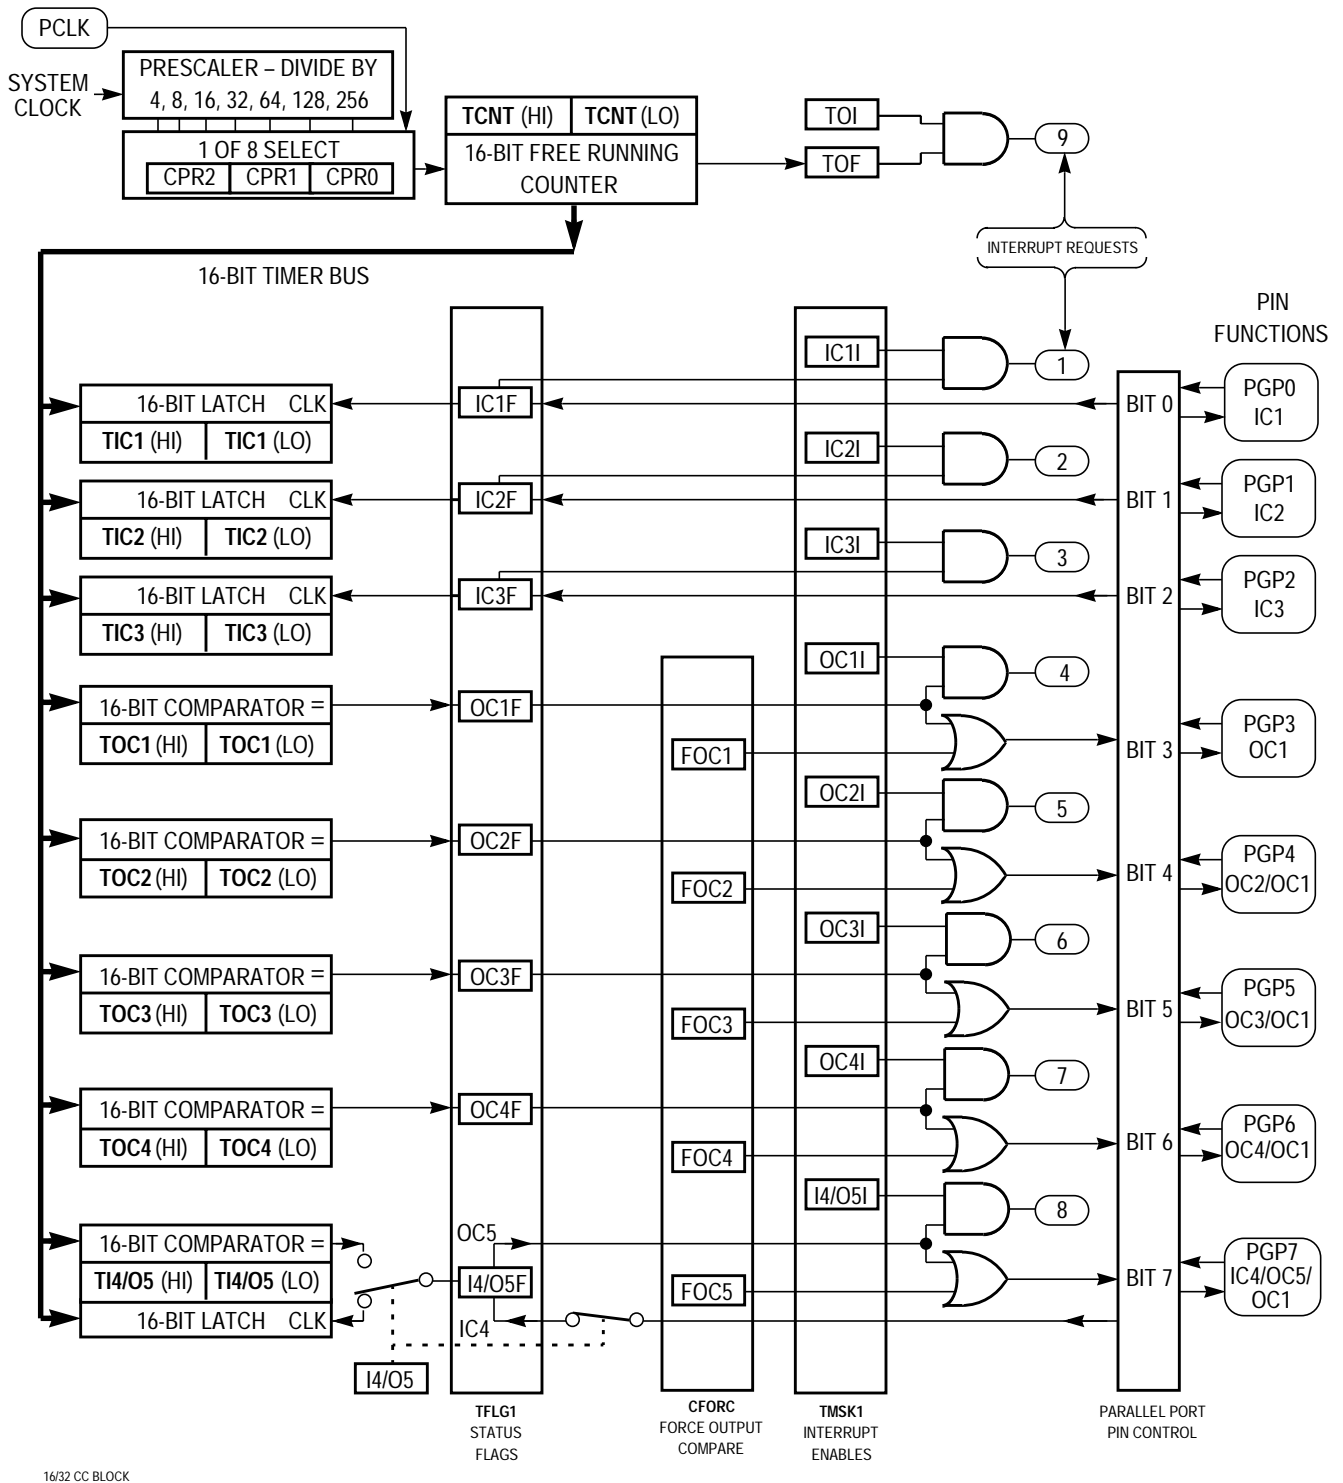 PCLK
SYSTEM
CLOCK
PRESCALER – DIVIDE BY
4, 8, 16, 32, 64, 128, 256
1 OF 8 SELECT
CPR2 CPR1 CPR0
TCNT (HI) TCNT (LO)
16-BIT FREE RUNNING
COUNTER
TOI
TOF
9
INTERRUPT REQUESTS
16-BIT TIMER BUS
PIN
FUNCTIONS
IC1I
1
16-BIT LATCH CLK
TIC1 (HI) TIC1 (LO)
IC1F
BIT 0
PGP0
IC1
IC2I
2
16-BIT LATCH CLK
TIC2 (HI) TIC2 (LO)
IC2F
BIT 1
PGP1
IC2
IC3I
3
16-BIT LATCH CLK
TIC3 (HI) TIC3 (LO)
IC3F
BIT 2
PGP2
IC3
OC1I
4
16-BIT COMPARATOR =
TOC1 (HI) TOC1 (LO)
OC1F
FOC1
BIT 3
PGP3
OC1
OC2I
5
16-BIT COMPARATOR =
TOC2 (HI) TOC2 (LO)
OC2F
FOC2
BIT 4
PGP4
OC2/OC1
OC3I
6
16-BIT COMPARATOR =
TOC3 (HI) TOC3 (LO)
OC3F
FOC3
BIT 5
PGP5
OC3/OC1
OC4I
7
16-BIT COMPARATOR =
TOC4 (HI) TOC4 (LO)
OC4F
FOC4
BIT 6
PGP6
OC4/OC1
I4/O5I
8
16-BIT COMPARATOR =
TI4/O5 (HI) TI4/O5 (LO)
16-BIT LATCH CLK
OC5
I4/O5F
IC4
FOC5
BIT 7
PGP7
IC4/OC5/
OC1
I4/O5
TFLG1
STATUS
FLAGS
CFORC
FORCE OUTPUT
COMPARE
TMSK1
INTERRUPT
ENABLES
PARALLEL PORT
PIN CONTROL
16/32 CC BLOCK